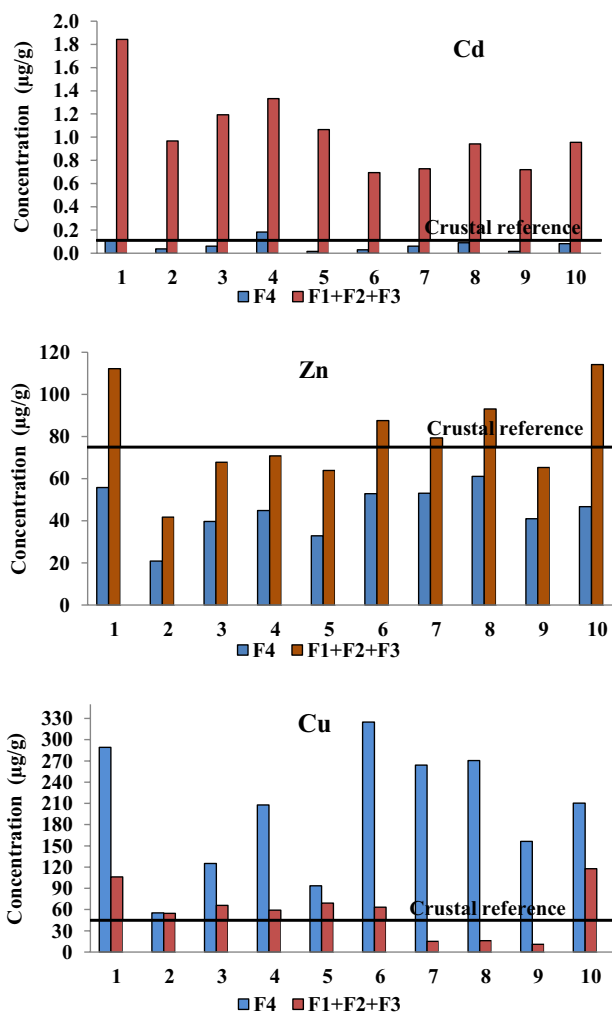 Cd
Concentration (µg/g)
2.0
1.8
1.6
1.4
1.2
1.0
0.8
0.6
0.4
0.2
0.0
Crustal reference
1 2 3 4 5 6 7 8 9 10
F4 F1+F2+F3
Zn
Concentration (µg/g)
120
100
80
60
40
20
0
Crustal reference
1 2 3 4 5 6 7 8 9 10
F4 F1+F2+F3
Cu
Concentration (µg/g)
330
300
270
240
210
180
150
120
90
60
30
0
Crustal reference
1 2 3 4 5 6 7 8 9 10
F4 F1+F2+F3